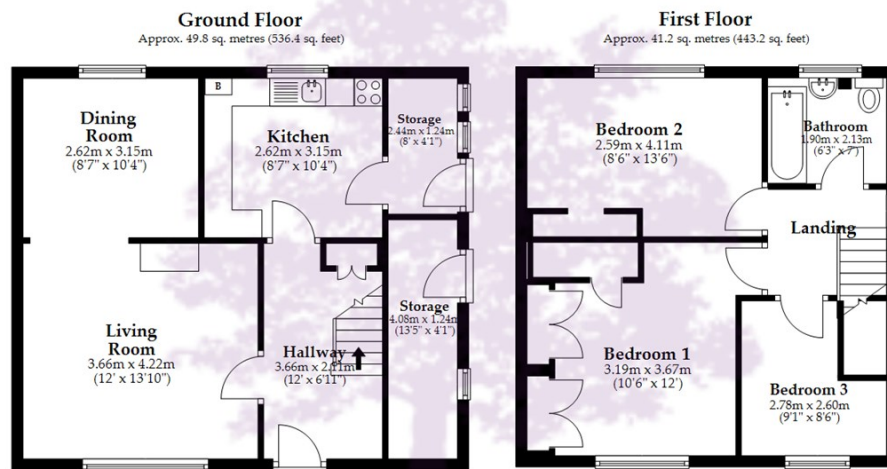 Ground Floor
Approx. 49.8 sq. metres (536.4 sq. feet)
Dining
Room
2.62m x 3.15m
(8'7" x 10'4")
B
Kitchen
2.62m x 3.15m
(8'7" x 10'4")
Storage
2.44m x 1.24m
(8' x 4'1")
Living
Room
3.66m x 4.22m
(12' x 13'10")
Hallway
3.66m x 2.11m
(12' x 6'11")
Storage
4.08m x 1.24m
(13'5" x 4'1")
First Floor
Approx. 41.2 sq. metres (443.2 sq. feet)
Bedroom 2
2.59m x 4.11m
(8'6" x 13'6")
Bathroom
1.90m x 2.13m
(6'3" x 7')
Landing
Bedroom 1
3.19m x 3.67m
(10'6" x 12')
Bedroom 3
2.78m x 2.60m
(9'1" x 8'6")